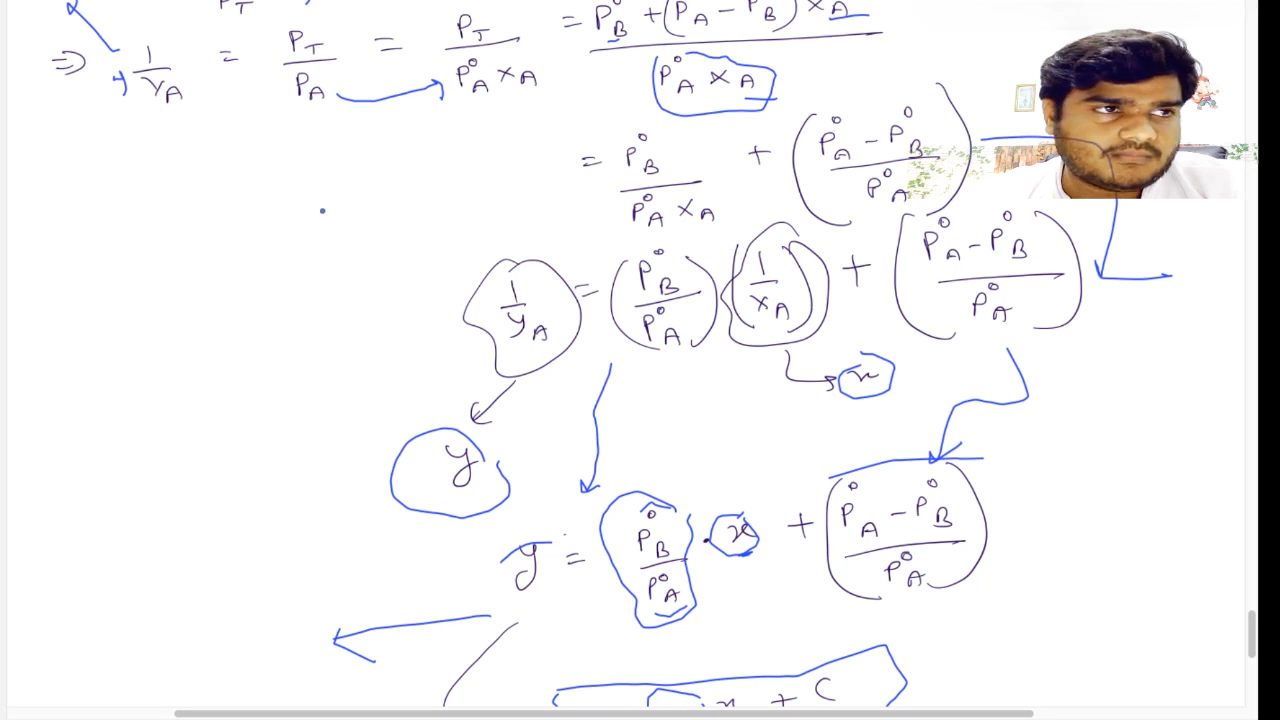 P_T
= P°_B + (P°_A − P°_B) x_A
⇒ 1/Y_A = P_T/P_A = P_T/(P°_A x_A)
P°_A x_A
= P°_B/(P°_A x_A) + ((P°_A − P°_B)/P°_A)
1/y_A = (P°_B/P°_A) (1/x_A) + ((P°_A − P°_B)/P°_A)
x
y
y = P°_B/P°_A · x + ((P°_A − P°_B)/P°_A)
x + C